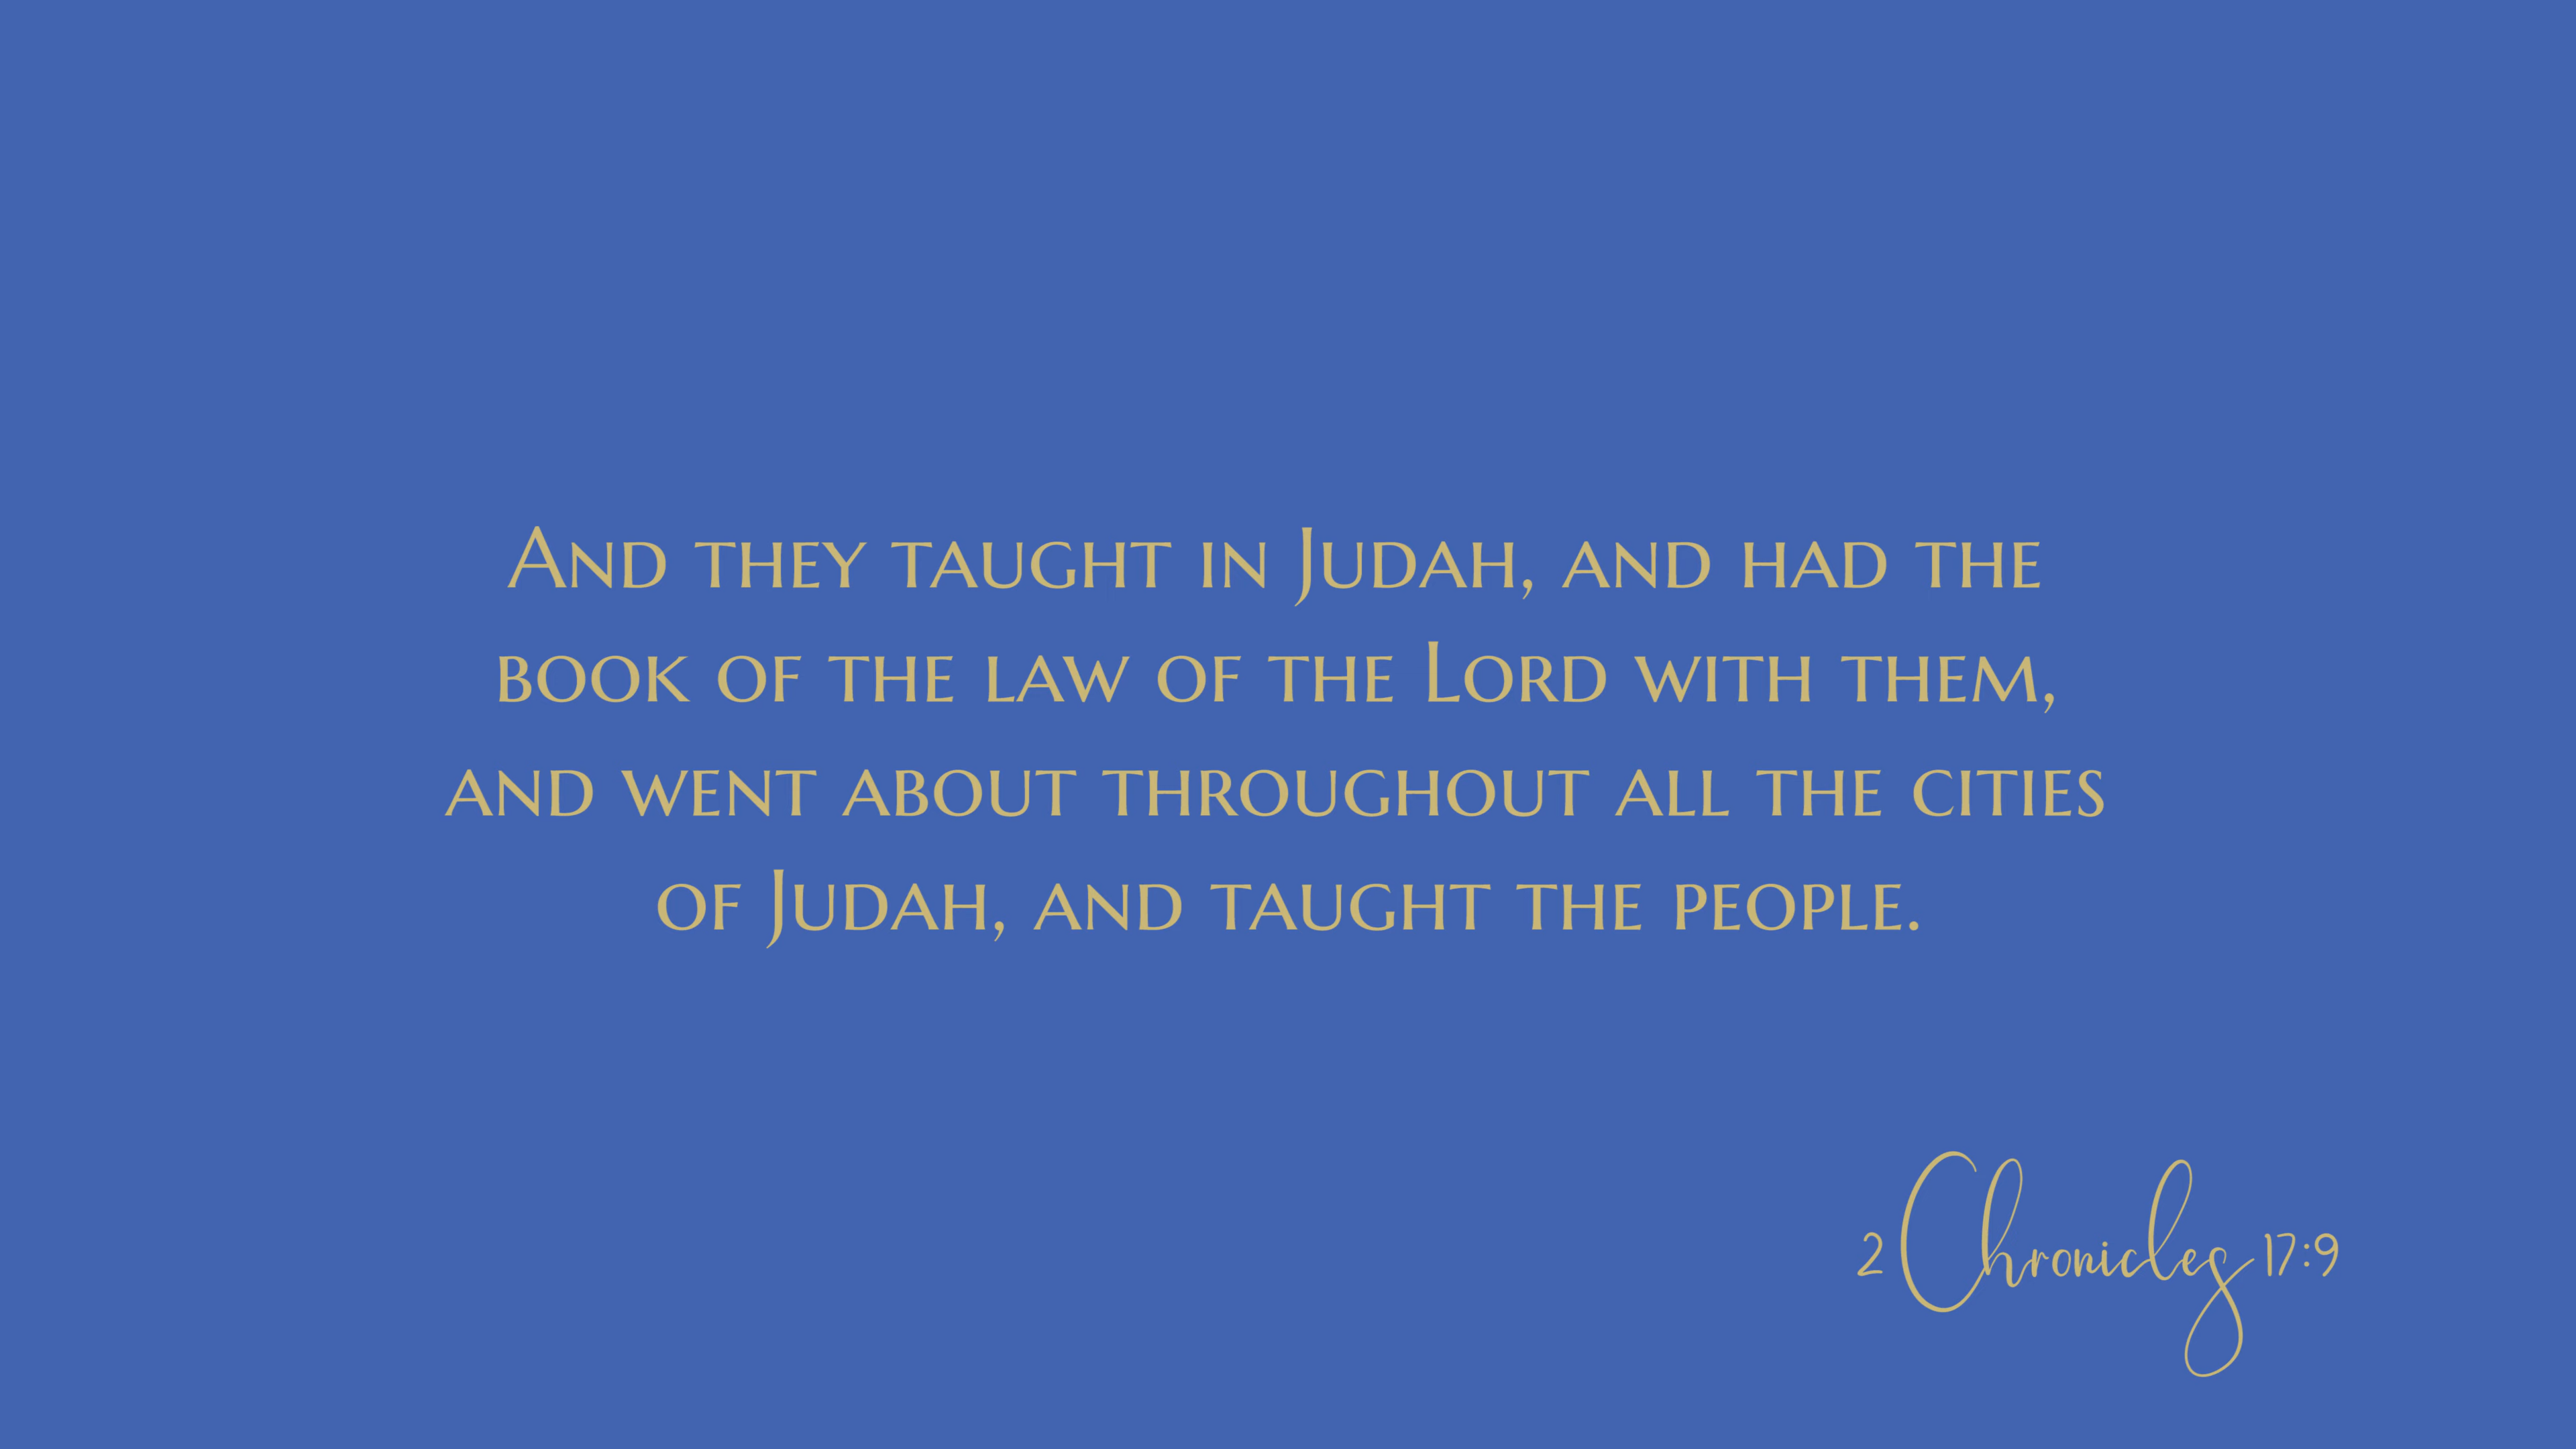 And they taught in Judah, and had the
book of the law of the Lord with them,
and went about throughout all the cities
of Judah, and taught the people.
2 Chronicles 17:9